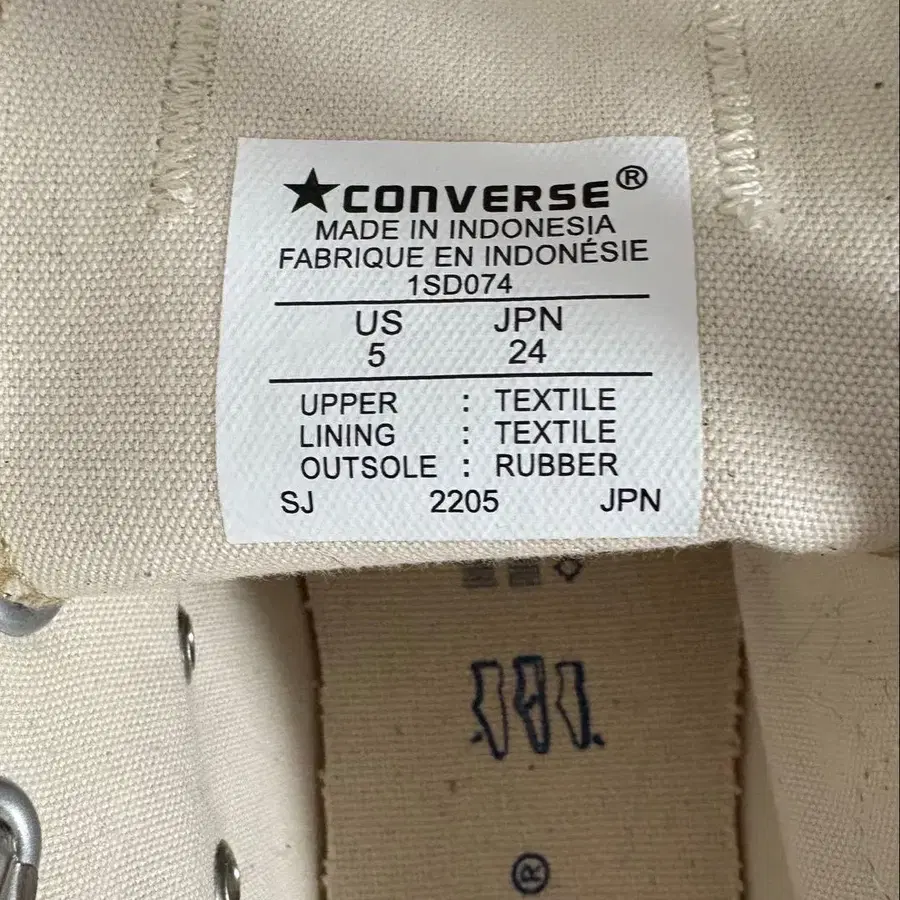 ★CONVERSE®
MADE IN INDONESIA
FABRIQUE EN INDONÉSIE
1SD074
US JPN
5 24
UPPER : TEXTILE
LINING : TEXTILE
OUTSOLE : RUBBER
SJ 2205 JPN
®